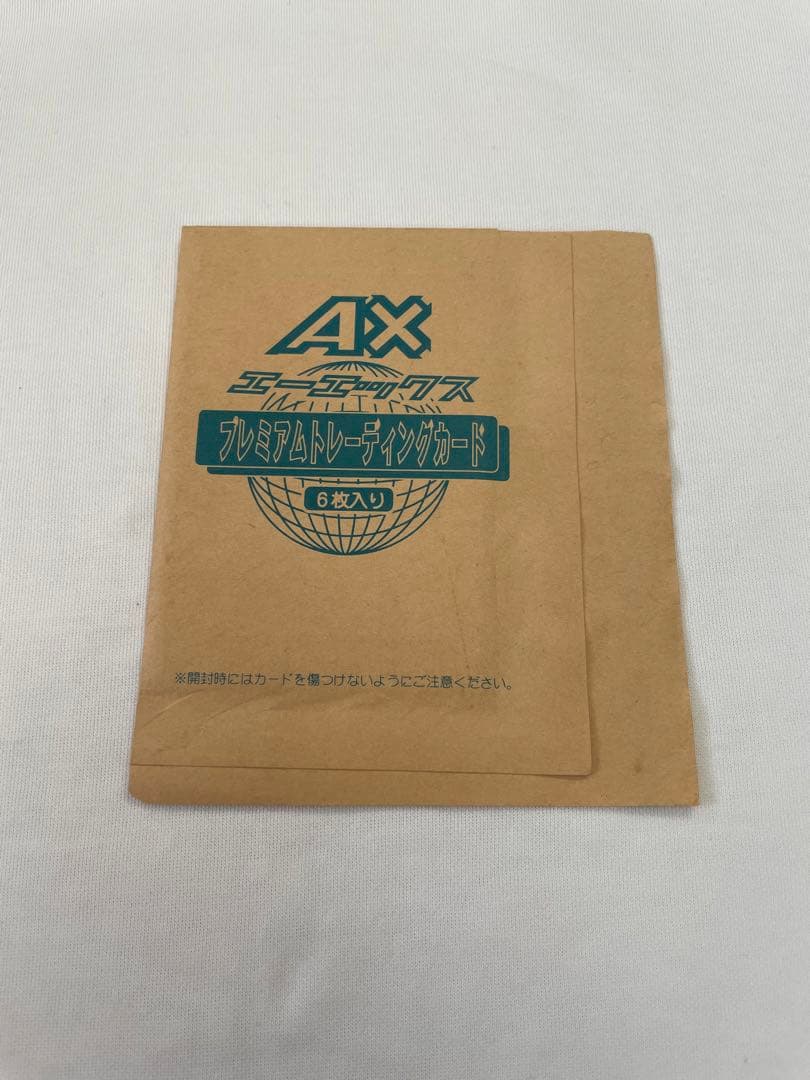 AX
エーエックス
プレミアムトレーディングカード
6枚入り
※開封時にはカードを傷つけないようにご注意ください。